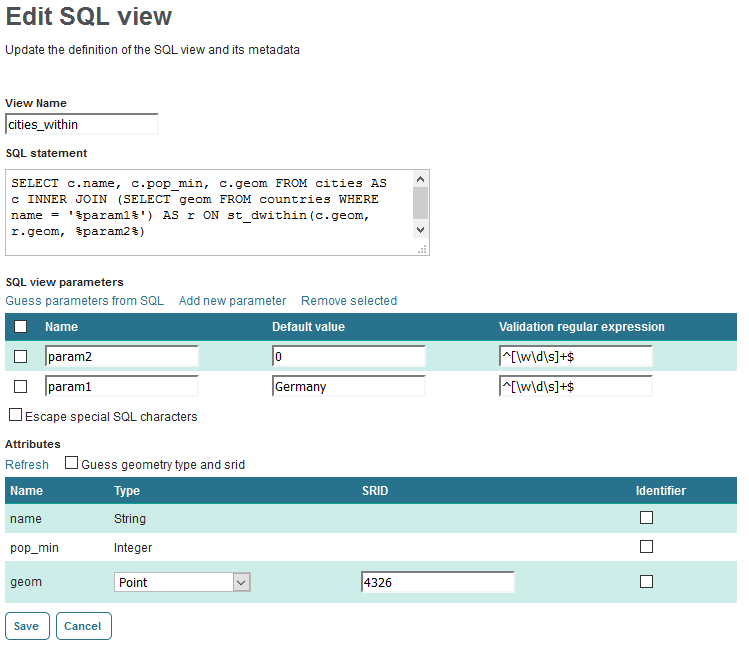 Edit SQL view
Update the definition of the SQL view and its metadata
View Name
cities_within
SQL statement
SELECT c.name, c.pop_min, c.geom FROM cities AS
c INNER JOIN (SELECT geom FROM countries WHERE
name = '%param1%') AS r ON st_dwithin(c.geom,
r.geom, %param2%)
SQL view parameters
Guess parameters from SQL Add new parameter Remove selected
Name Default value Validation regular expression
param2 0 ^[\w\d\s]+$
param1 Germany ^[\w\d\s]+$
Escape special SQL characters
Attributes
Refresh Guess geometry type and srid
Name Type SRID Identifier
name String
pop_min Integer
geom Point 4326
Save Cancel